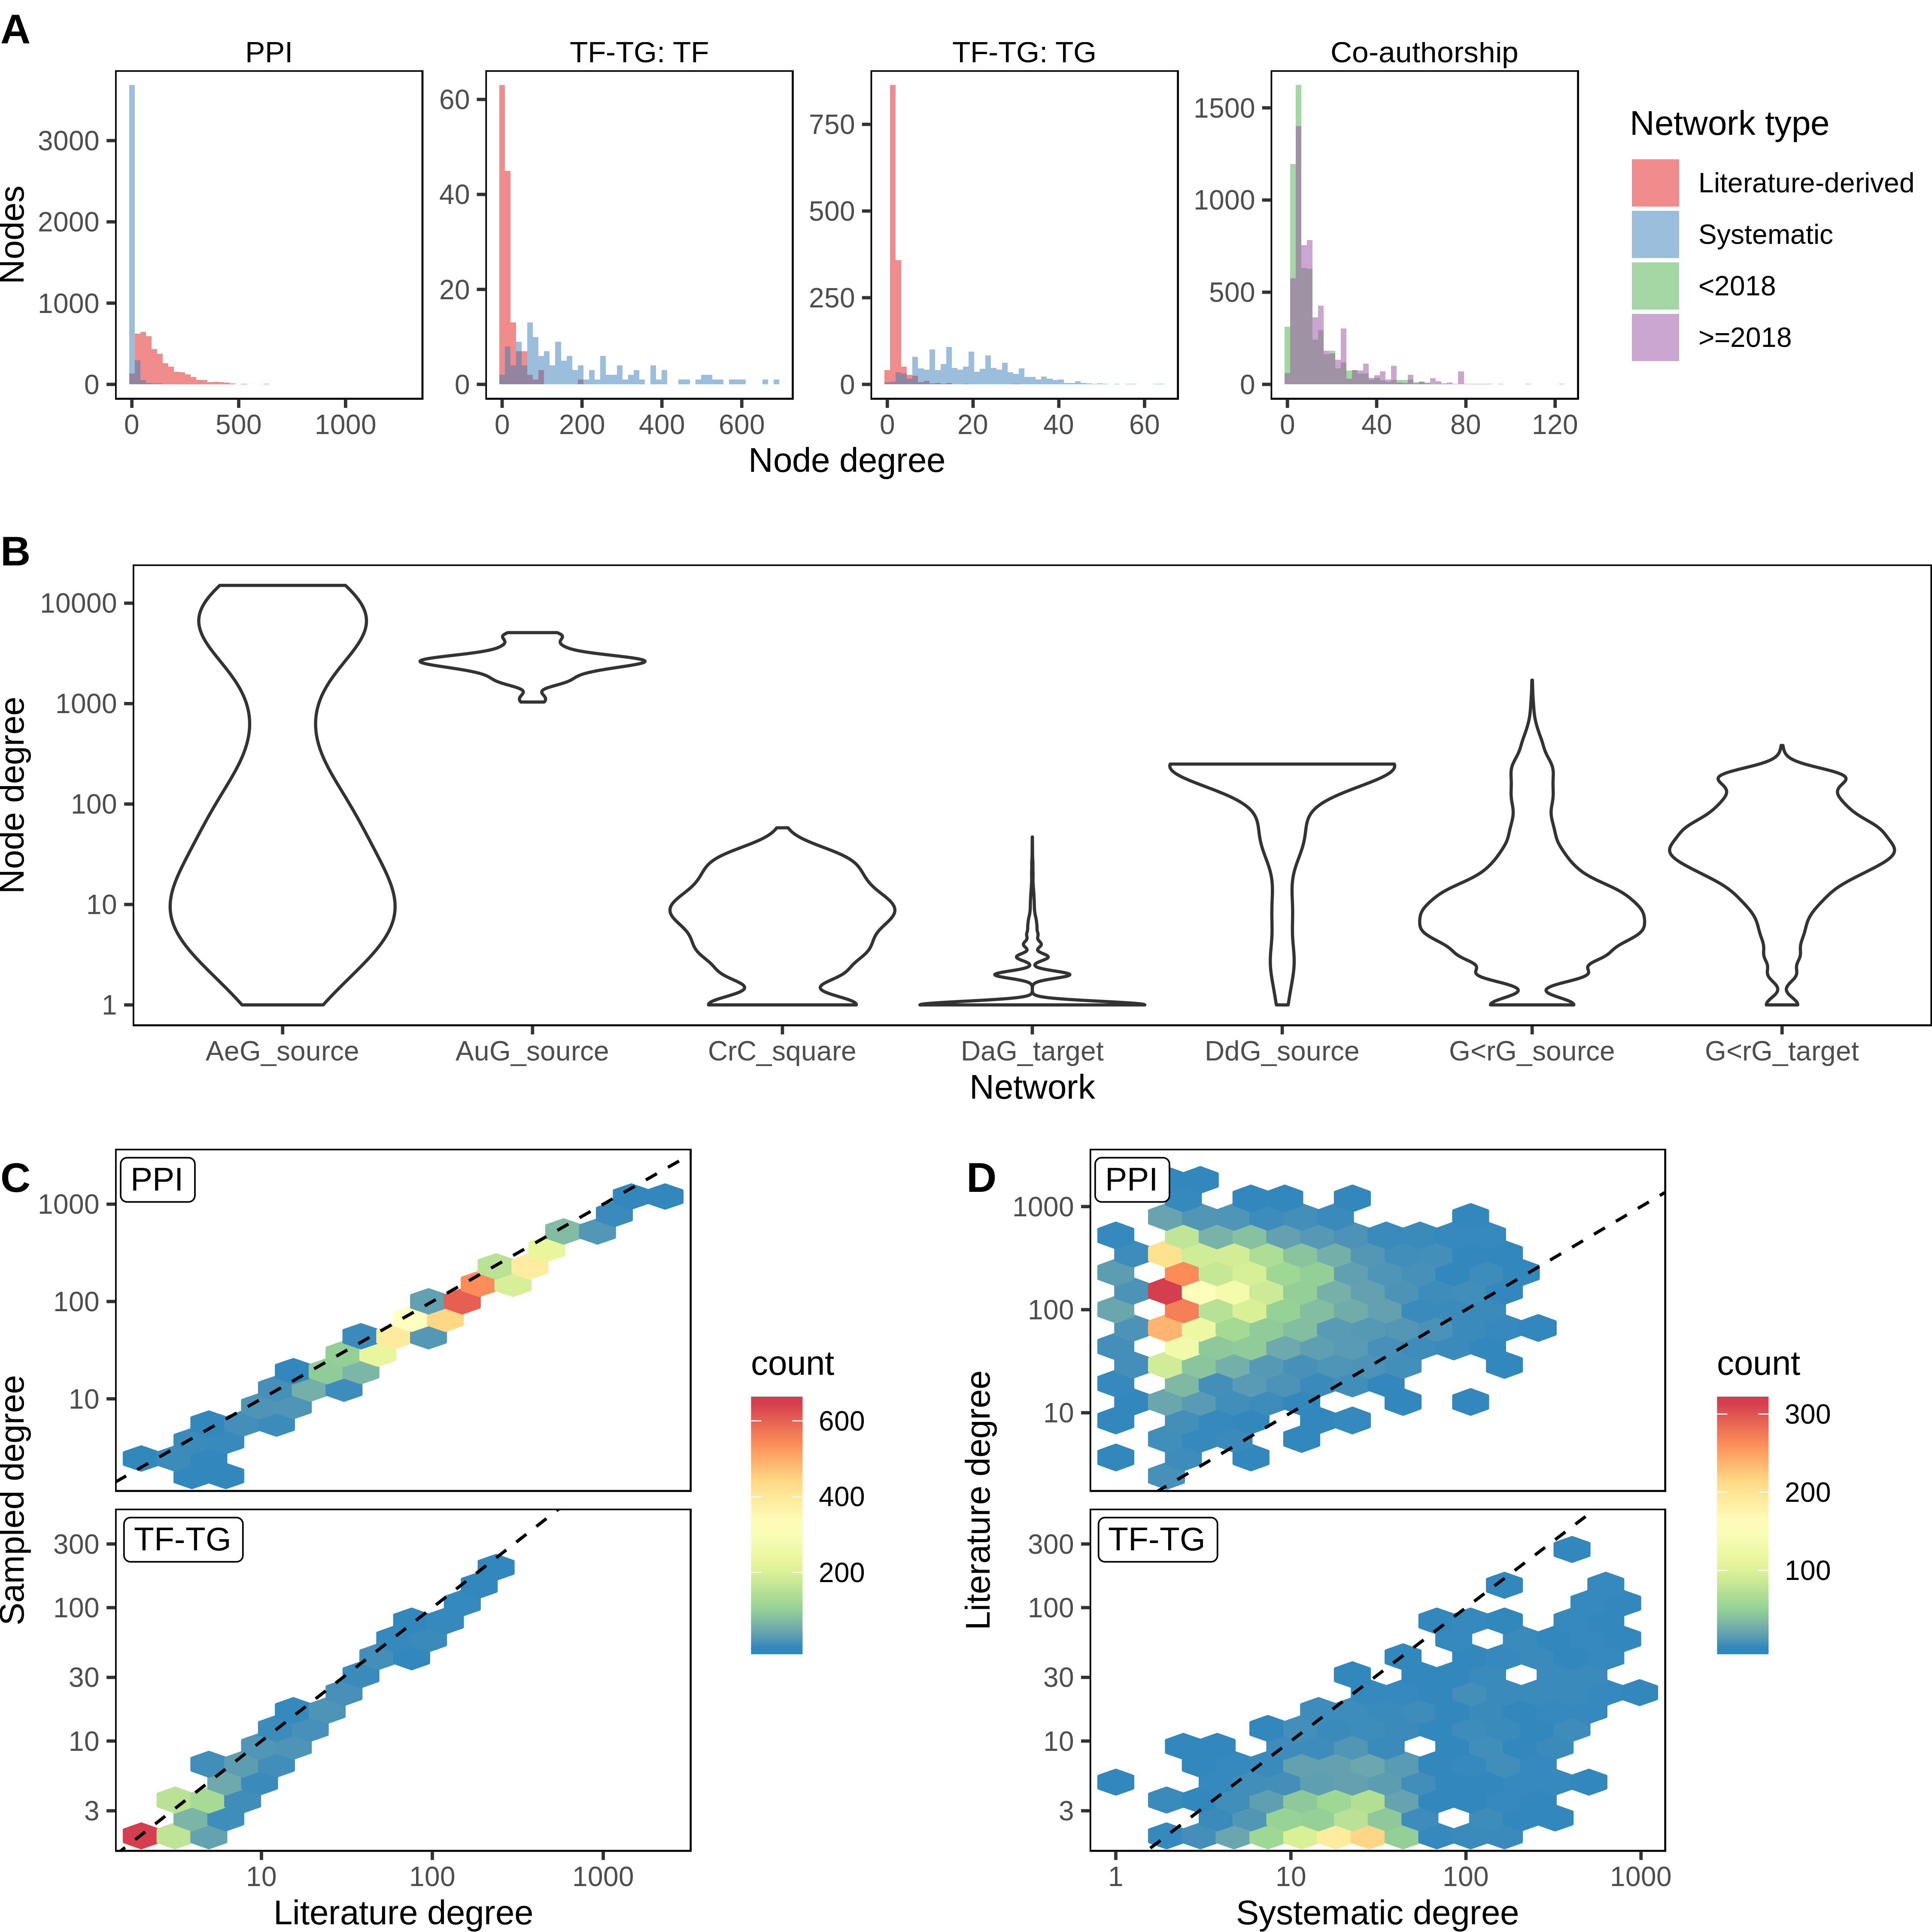 A
PPI
TF-TG: TF
TF-TG: TG
Co-authorship
Nodes
3000
2000
1000
0
60
40
20
0
750
500
250
0
1500
1000
500
0
0 500 1000
0 200 400 600
0 20 40 60
0 40 80 120
Node degree
Network type
Literature-derived
Systematic
<2018
>=2018
B
Node degree
10000
1000
100
10
1
AeG_source
AuG_source
CrC_square
DaG_target
DdG_source
G<rG_source
G<rG_target
Network
C
Sampled degree
PPI
1000
100
10
TF-TG
300
100
30
10
3
10 100 1000
Literature degree
count
600
400
200
D
Literature degree
PPI
1000
100
10
TF-TG
300
100
30
10
3
1 10 100 1000
Systematic degree
count
300
200
100